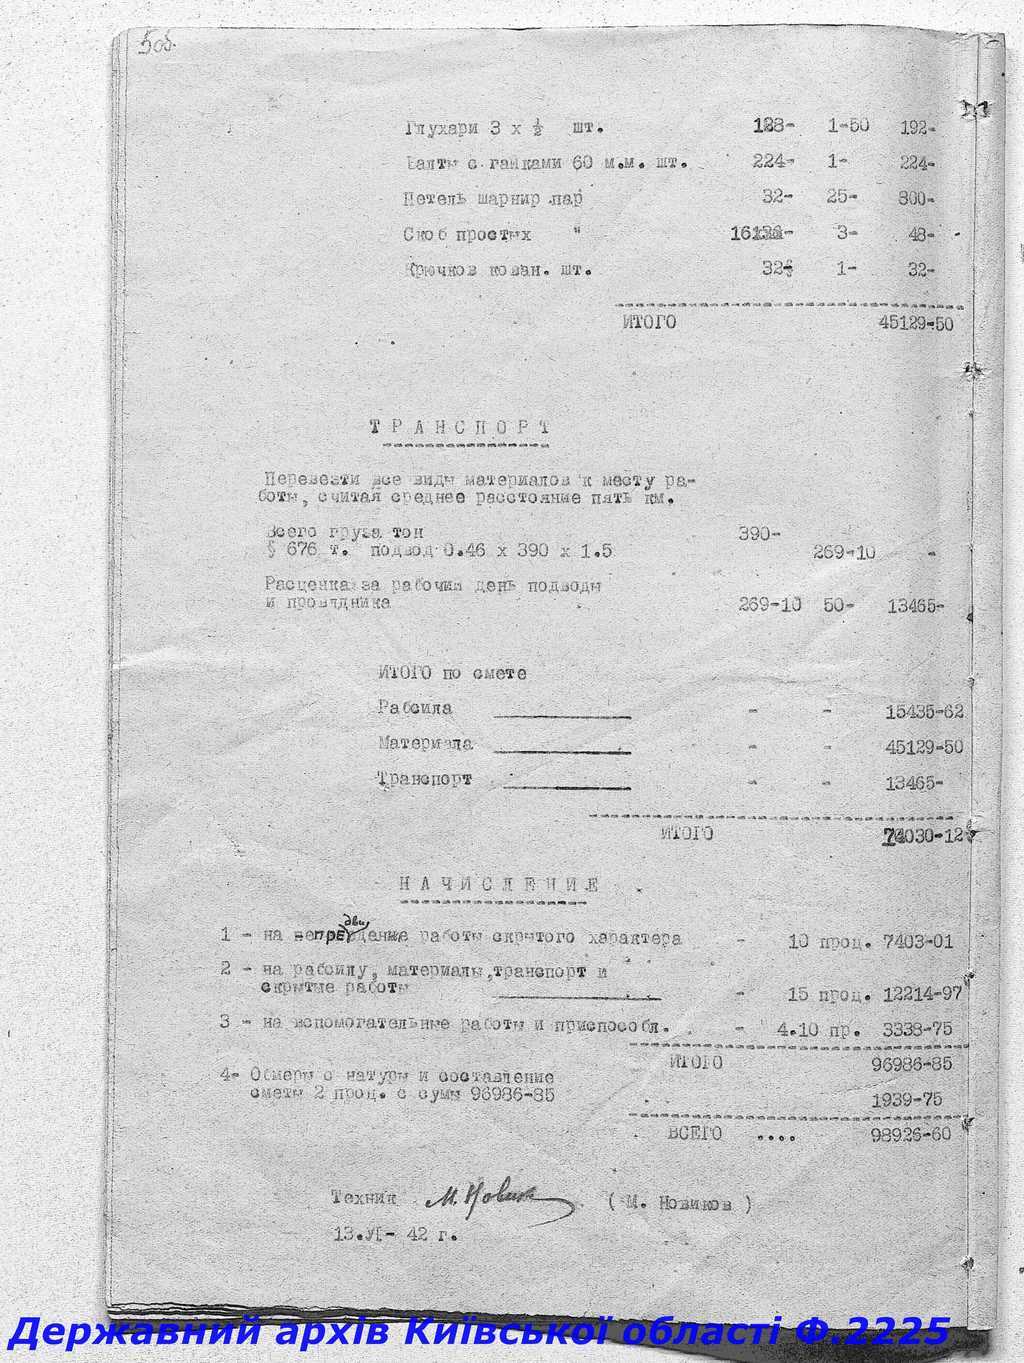 5об.
Глухари 3 х ½ шт. 128- 1-50 192-
Балты с гайками 60 м.м. шт. 224- 1- 224-
Петель шарнир пар 32- 25- 800-
Скоб простых " 16 3- 48-
Крючков кован. шт. 32- 1- 32-
ИТОГО 45129-50
ТРАНСПОРТ
Перевезти все виды материалов к месту ра-
боты, считая среднее расстояние пять км.
Всего груза тон 390-
§ 676 т. подвод 0.46 х 390 х 1.5 269-10 -
Расценка за рабочий день подводы
и провядника 269-10 50- 13465-
ИТОГО по смете
Рабсила - - 15435-62
Материала - - 45129-50
Транспорт - - 13465-
ИТОГО 74030-12
НАЧИСЛЕНИЕ
1 - на непредвидение работы скрытого характера - 10 проц. 7403-01
2 - на рабсилу, материалы, транспорт и
скрытые работы - 15 проц. 12214-97
3 - на вспомогательные работы и приспособл. - 4.10 пр. 3338-75
ИТОГО 96986-85
4- Обмеры с натуры и составление
сметы 2 проц. с сумы 96986-85 1939-75
ВСЕГО .... 98926-60
Техник М. Новиков ( М. Новиков )
13.VI- 42 г.
Державний архів Київської області Ф.2225